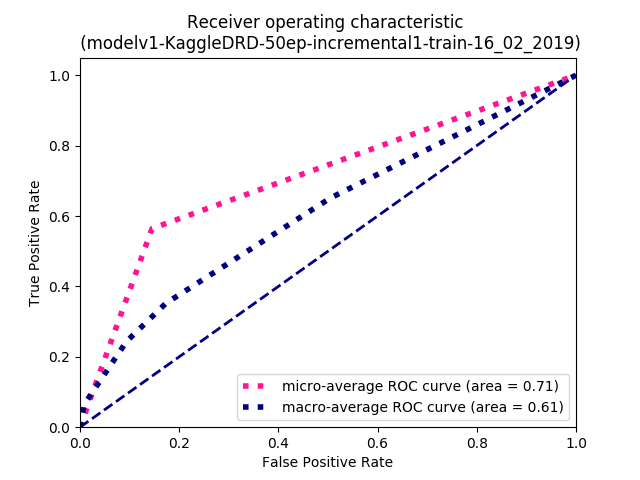 Receiver operating characteristic
(modelv1-KaggleDRD-50ep-incremental1-train-16_02_2019)
1.0
0.8
0.6
0.4
0.2
0.0
True Positive Rate
micro-average ROC curve (area = 0.71)
macro-average ROC curve (area = 0.61)
0.0 0.2 0.4 0.6 0.8 1.0
False Positive Rate